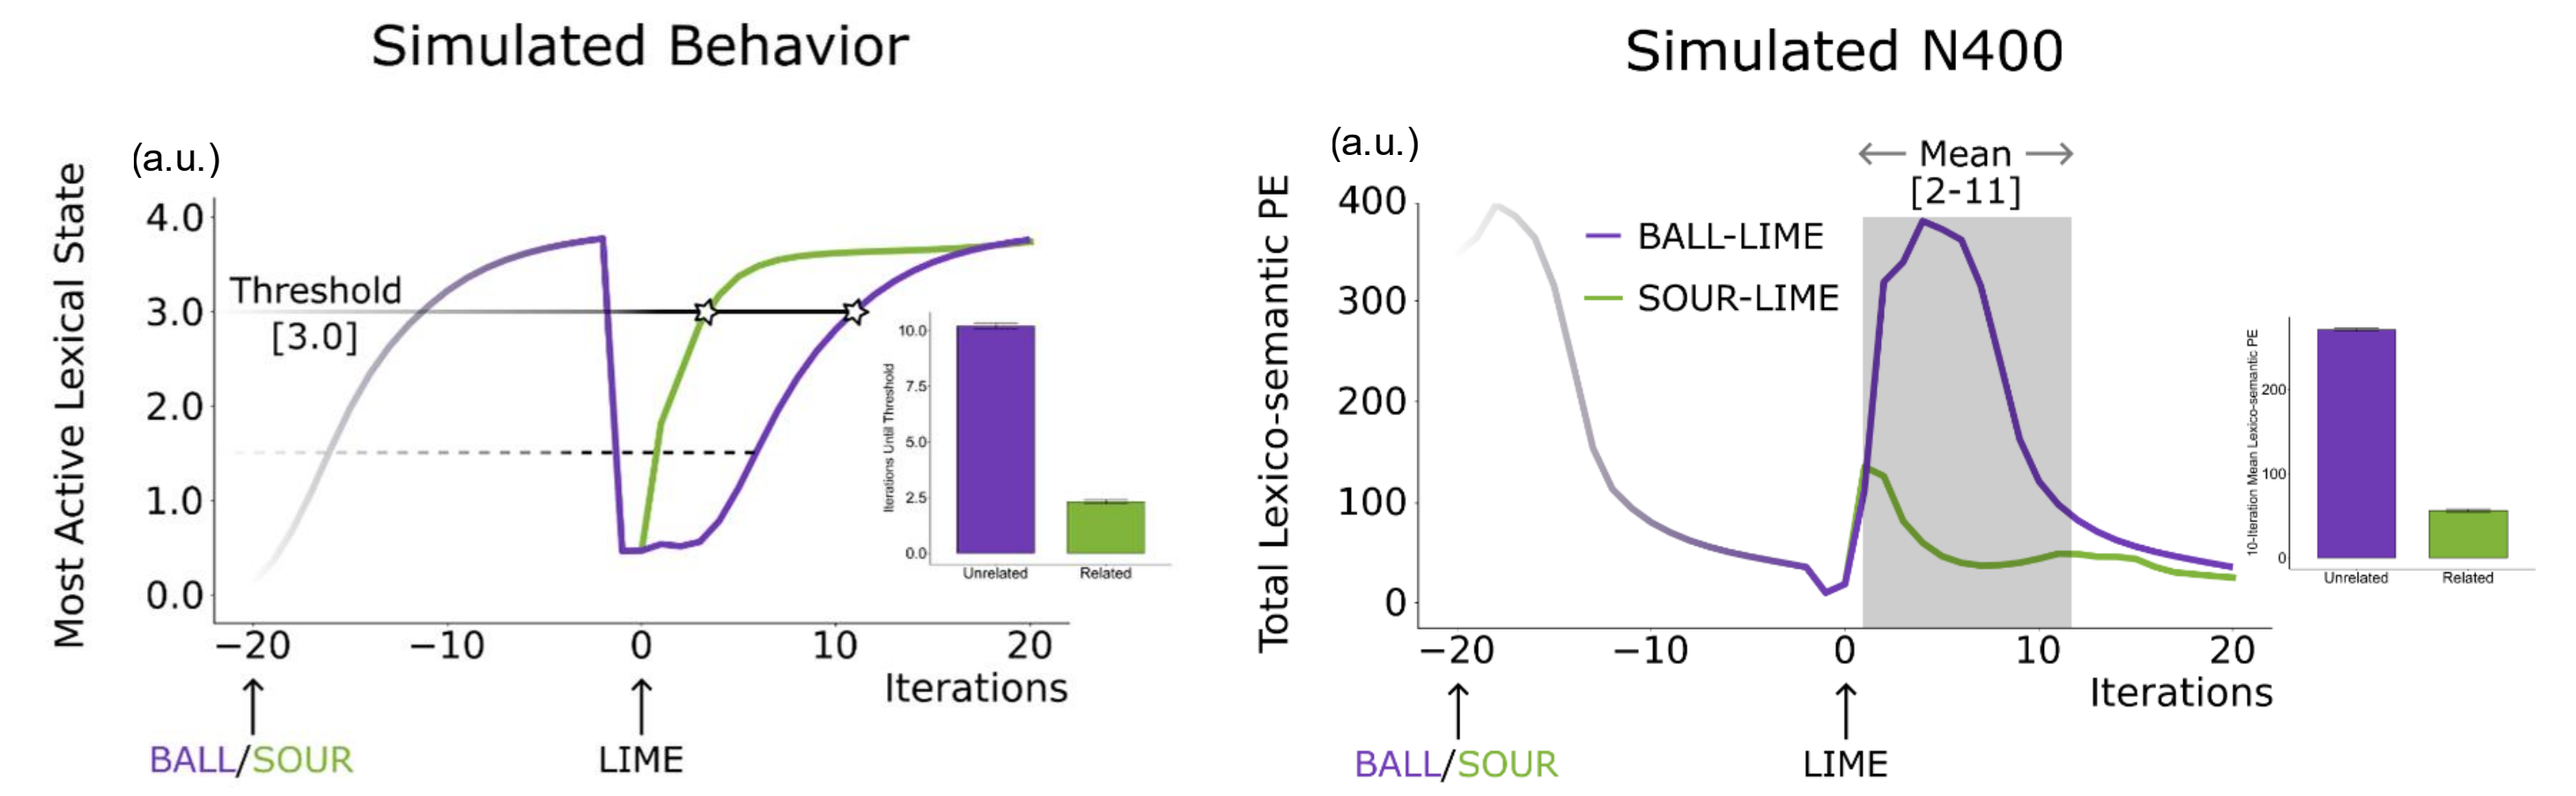 Simulated Behavior
(a.u.)
Most Active Lexical State
4.0
3.0
2.0
1.0
0.0
Threshold
[3.0]
Iterations Until Threshold
10.0
7.5
5.0
2.5
0.0
Unrelated
Related
−20
−10
0
10
20
Iterations
BALL/SOUR
LIME
Simulated N400
(a.u.)
Total Lexico-semantic PE
400
300
200
100
0
Mean
[2-11]
BALL-LIME
SOUR-LIME
10-Iteration Mean Lexico-semantic PE
200
100
0
Unrelated
Related
−20
−10
0
10
20
Iterations
BALL/SOUR
LIME